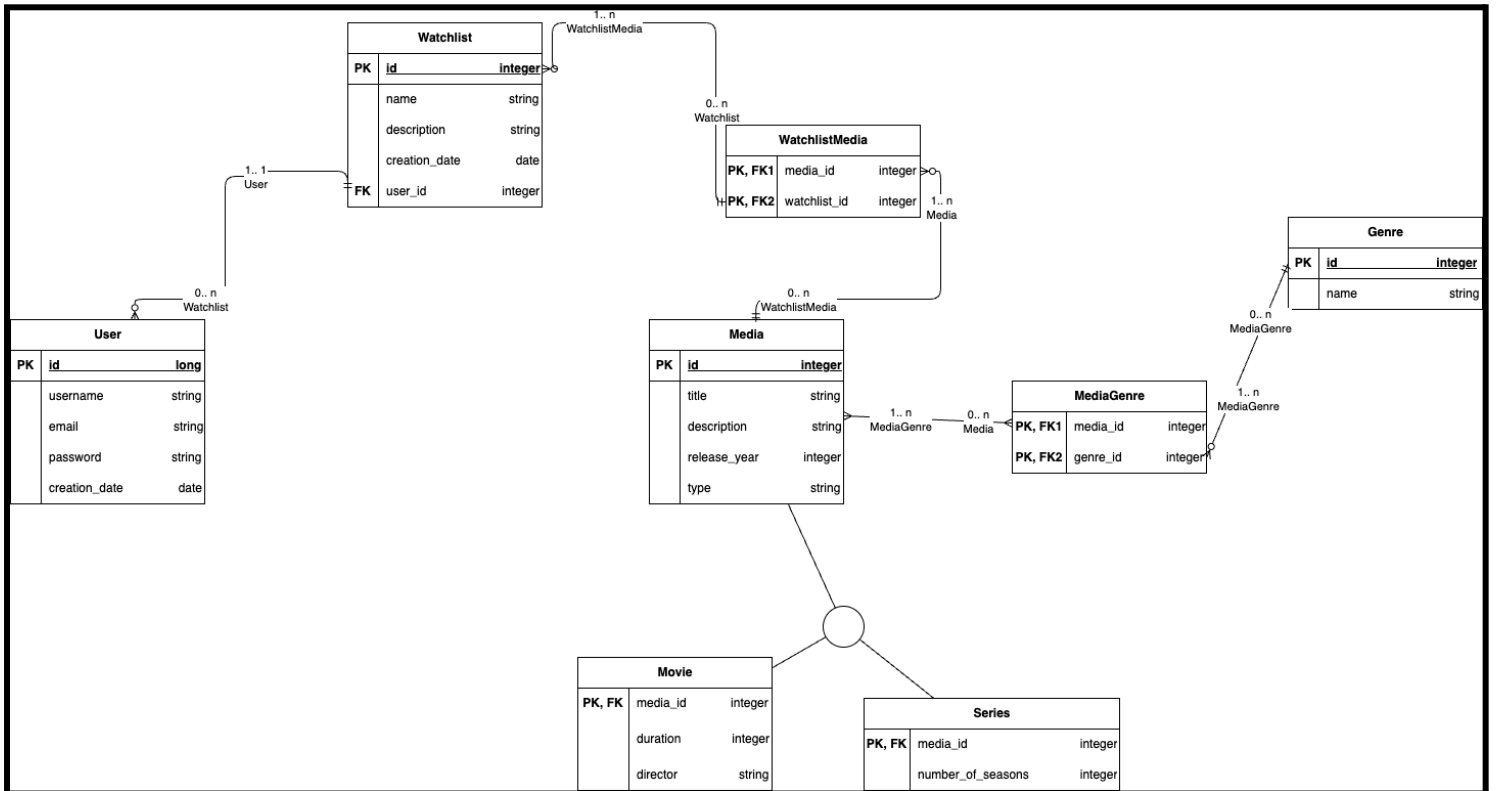 1.. n
WatchlistMedia
Watchlist
PK id integer
name string
description string
creation_date date
FK user_id integer
0.. n
Watchlist
WatchlistMedia
PK, FK1 media_id integer
PK, FK2 watchlist_id integer
1.. 1
User
1.. n
Media
Genre
PK id integer
name string
0.. n
Watchlist
0.. n
WatchlistMedia
User
PK id long
username string
email string
password string
creation_date date
Media
PK id integer
title string
description string
release_year integer
type string
0.. n
MediaGenre
1.. n
MediaGenre
1.. n
MediaGenre
0.. n
Media
MediaGenre
PK, FK1 media_id integer
PK, FK2 genre_id integer
Movie
PK, FK media_id integer
duration integer
director string
Series
PK, FK media_id integer
number_of_seasons integer